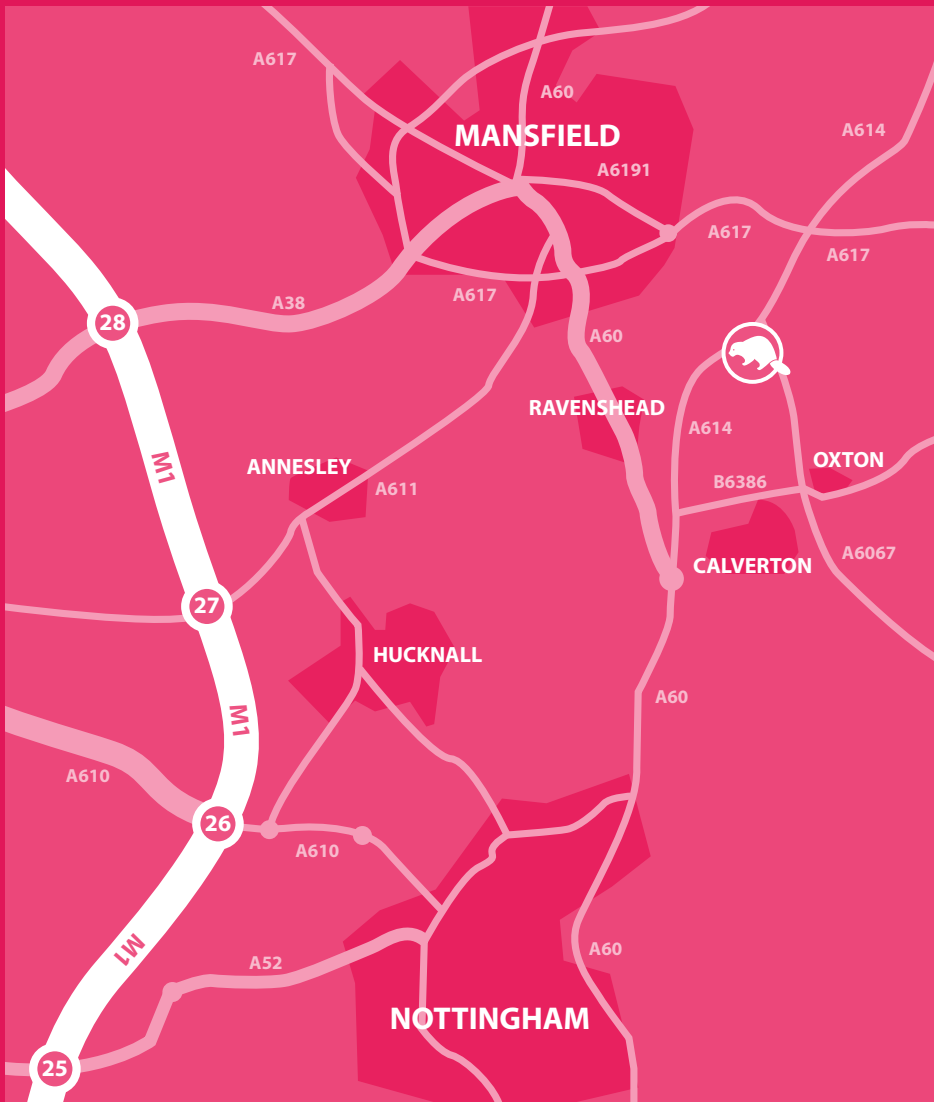 A617
A60
A614
MANSFIELD
A6191
A617
A617
A617
A38
28
A60
RAVENSHEAD
A614
M1
ANNESLEY
OXTON
A611
B6386
A6067
CALVERTON
27
HUCKNALL
A60
M1
A610
26
A610
M1
A60
A52
NOTTINGHAM
25